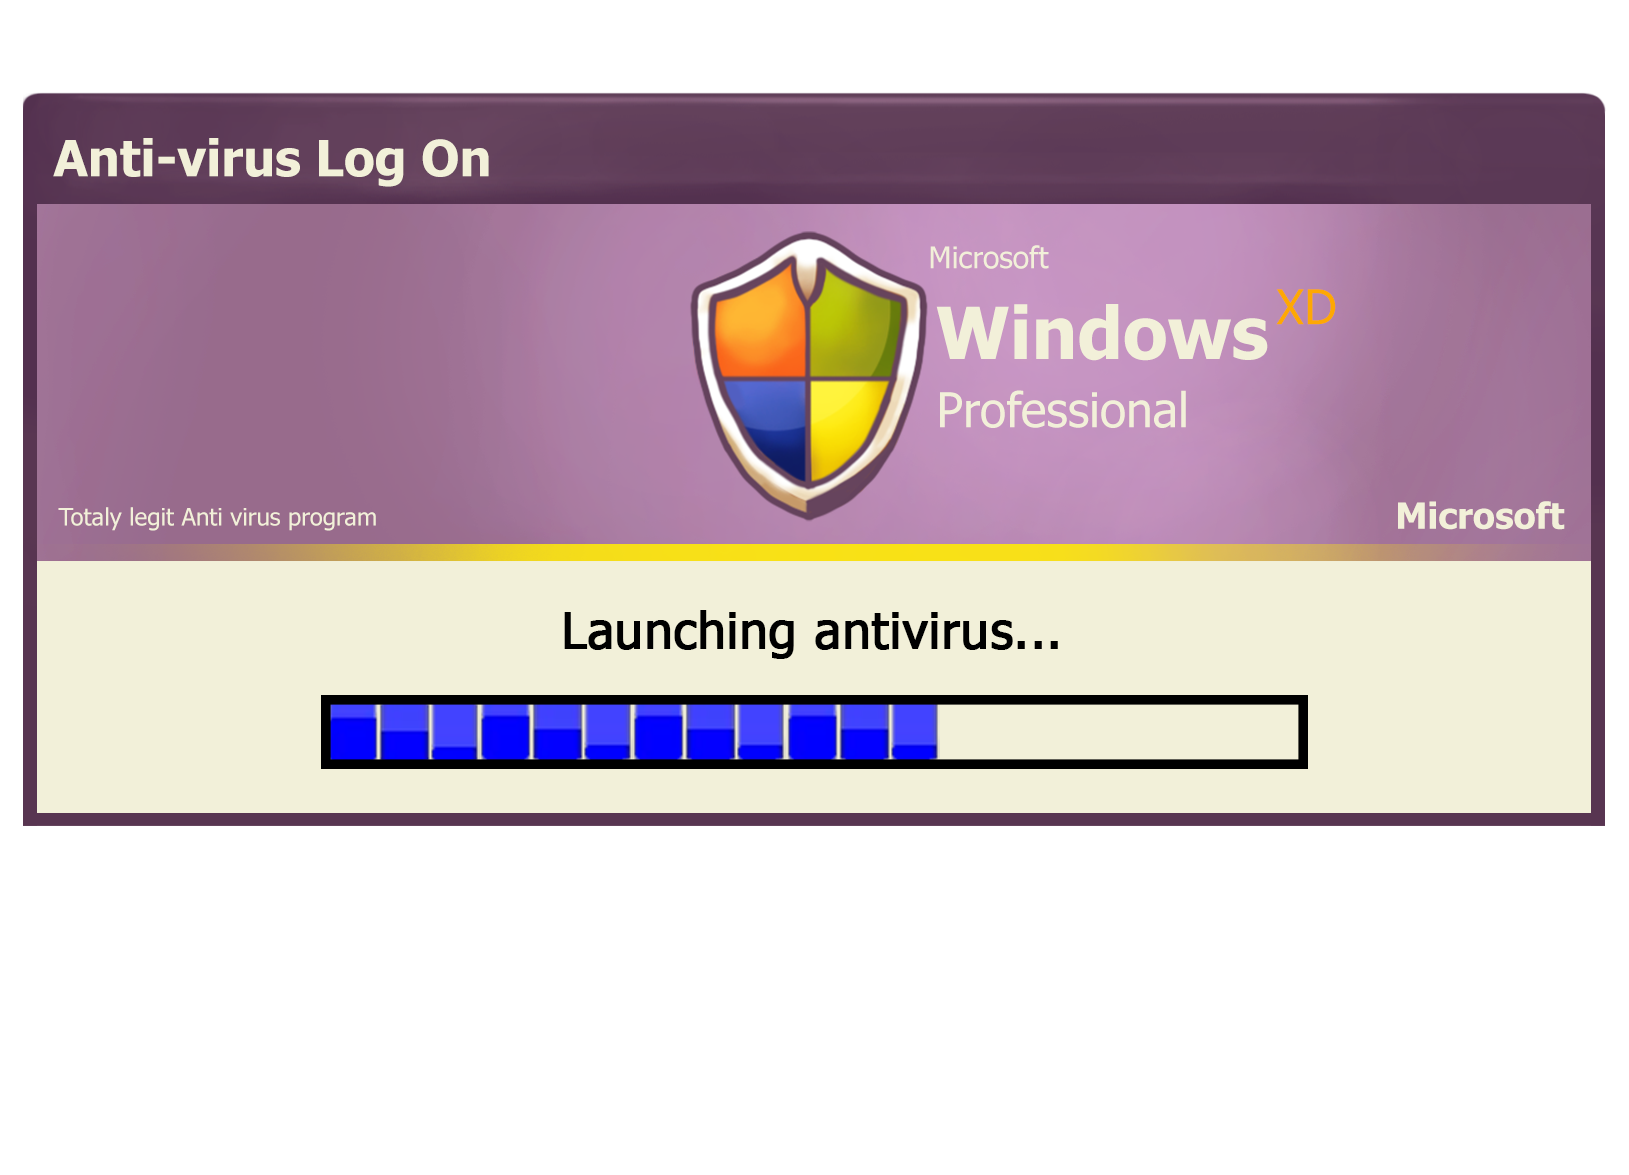 Anti-virus Log On
Microsoft
Windows XD
Professional
Totaly legit Anti virus program
Microsoft
Launching antivirus...